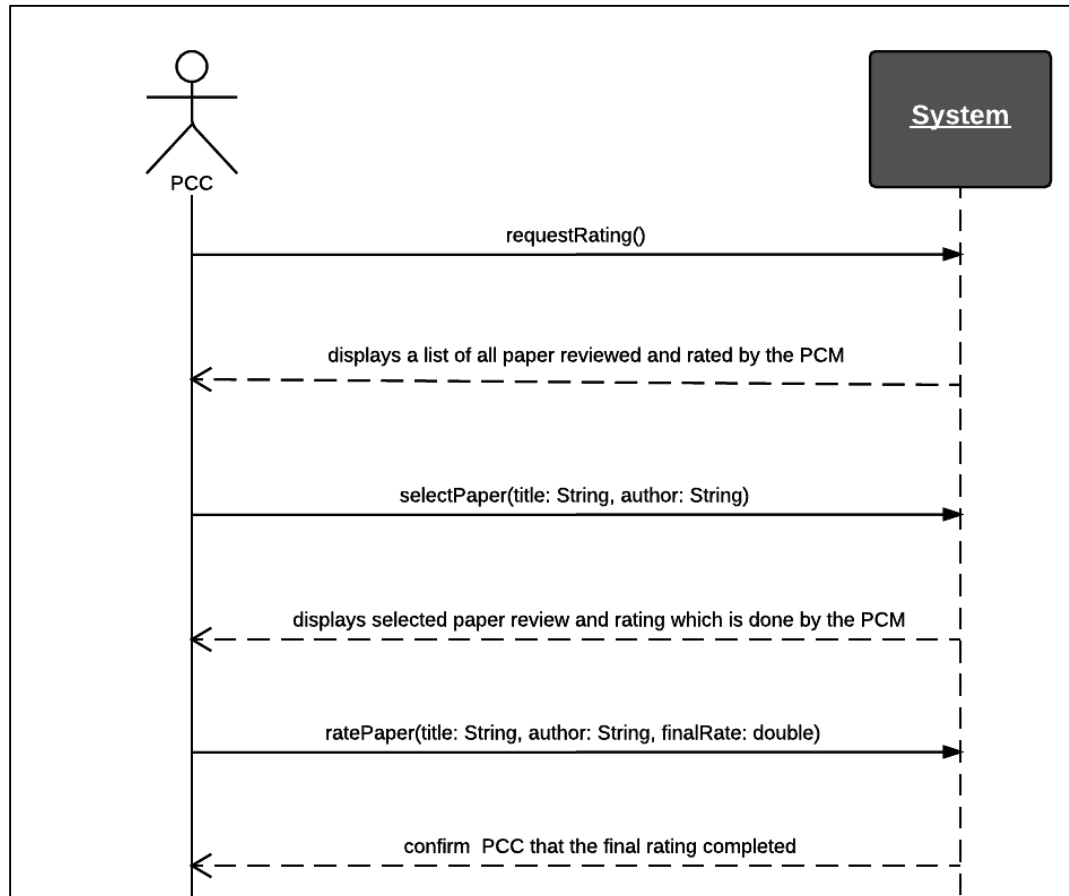 System
PCC
requestRating()
displays a list of all paper reviewed and rated by the PCM
selectPaper(title: String, author: String)
displays selected paper review and rating which is done by the PCM
ratePaper(title: String, author: String, finalRate: double)
confirm PCC that the final rating completed